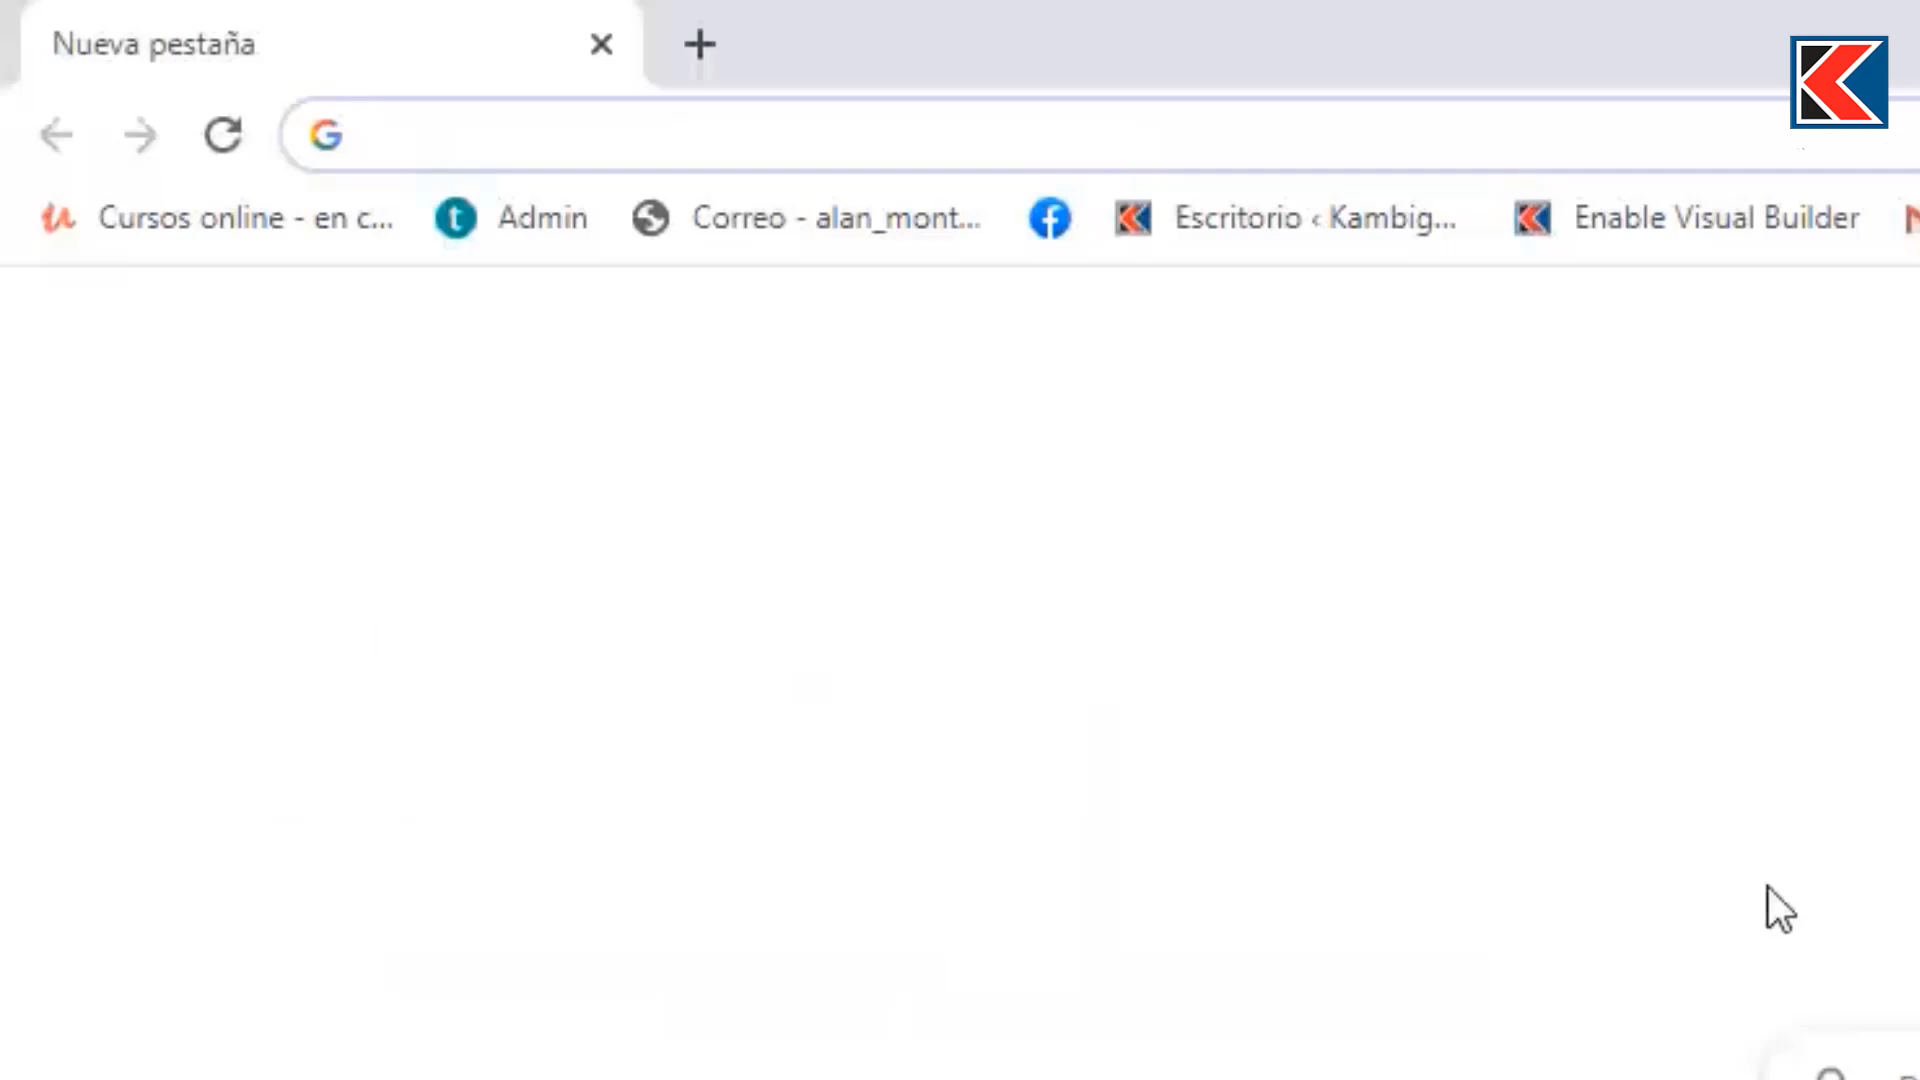 Nueva pestaña
Cursos online - en c... Admin Correo - alan_mont... Escritorio ‹ Kambig... Enable Visual Builder